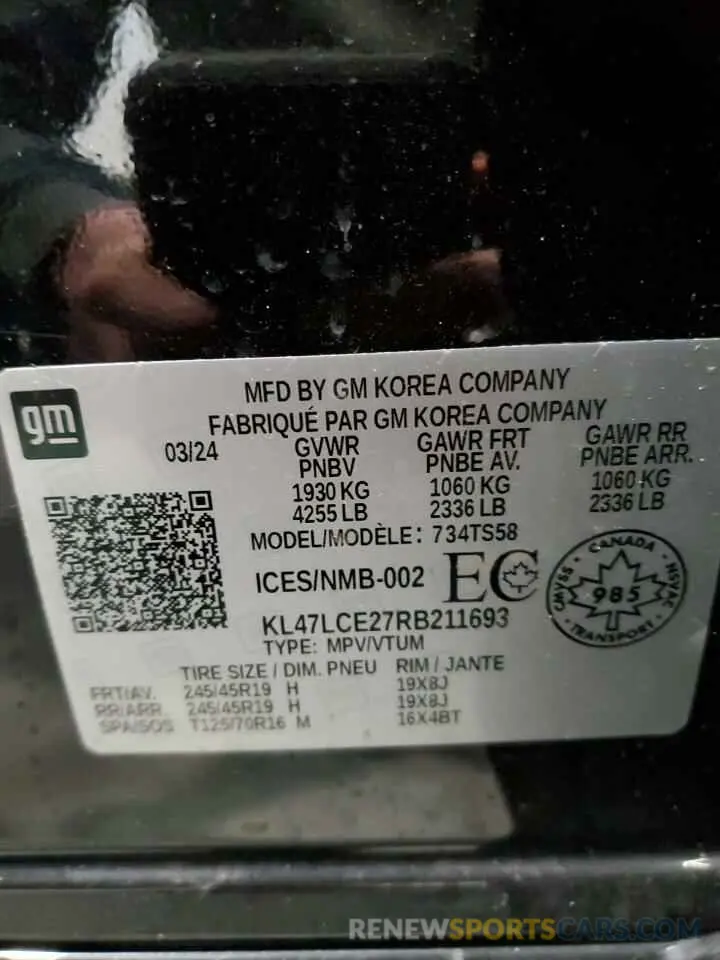 gm
MFD BY GM KOREA COMPANY
FABRIQUÉ PAR GM KOREA COMPANY
03/24
GVWR GAWR FRT GAWR RR
PNBV PNBE AV. PNBE ARR.
1930 KG 1060 KG 1060 KG
4255 LB 2336 LB 2336 LB
MODEL/MODÈLE: 734TS58
ICES/NMB-002 EC
CANADA
CMVSS 985 NSVAC
TRANSPORT
KL47LCE27RB211693
TYPE: MPV/VTUM
TIRE SIZE / DIM. PNEU RIM / JANTE
FRT/AV. 245/45R19 H 19X8J
RR/ARR. 245/45R19 H 19X8J
SPA/SOS T125/70R16 M 16X4BT
RENEWSPORTSCARS.COM